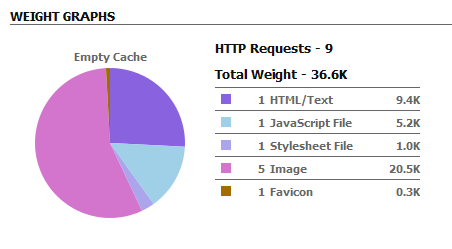 WEIGHT GRAPHS
Empty Cache
HTTP Requests - 9
Total Weight - 36.6K
1 HTML/Text 9.4K
1 JavaScript File 5.2K
1 Stylesheet File 1.0K
5 Image 20.5K
1 Favicon 0.3K